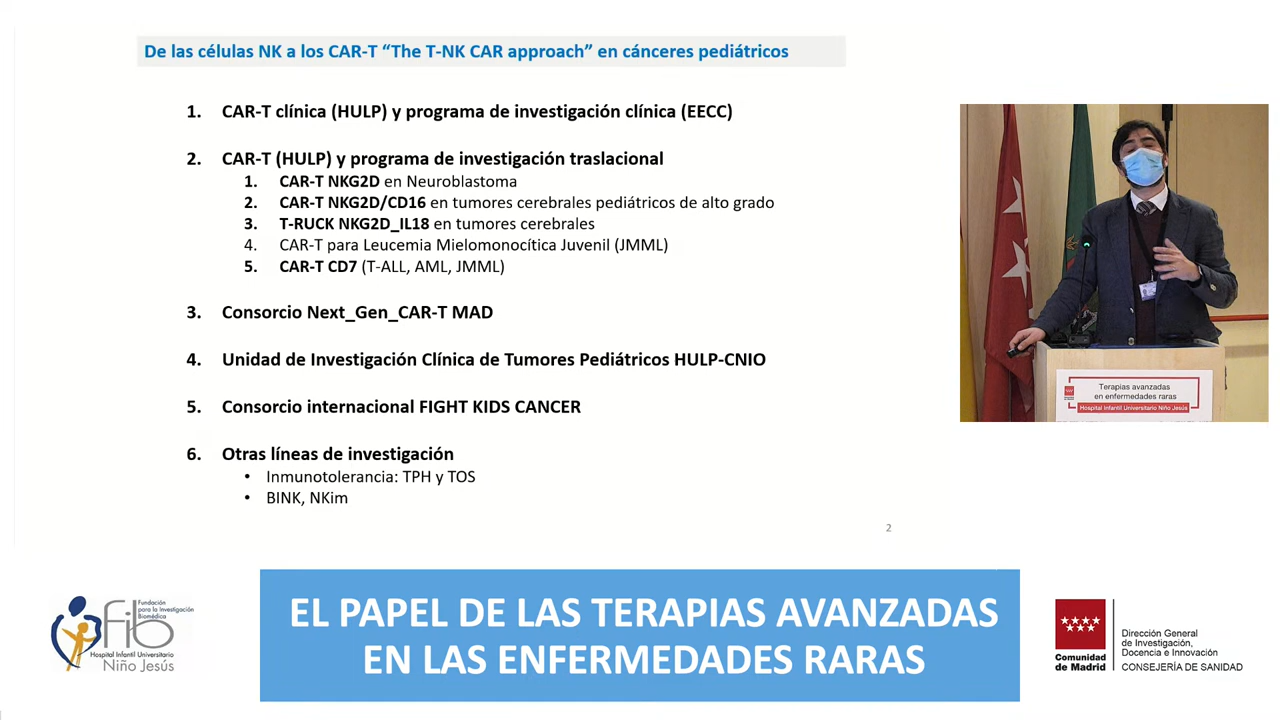 De las células NK a los CAR-T “The T-NK CAR approach” en cánceres pediátricos
1. CAR-T clínica (HULP) y programa de investigación clínica (EECC)
2. CAR-T (HULP) y programa de investigación traslacional
1. CAR-T NKG2D en Neuroblastoma
2. CAR-T NKG2D/CD16 en tumores cerebrales pediátricos de alto grado
3. T-RUCK NKG2D_IL18 en tumores cerebrales
4. CAR-T para Leucemia Mielomonocítica Juvenil (JMML)
5. CAR-T CD7 (T-ALL, AML, JMML)
3. Consorcio Next_Gen_CAR-T MAD
4. Unidad de Investigación Clínica de Tumores Pediátricos HULP-CNIO
5. Consorcio internacional FIGHT KIDS CANCER
6. Otras líneas de investigación
• Inmunotolerancia: TPH y TOS
• BINK, NKim
2
Terapias avanzadas
en enfermedades raras
Hospital Infantil Universitario Niño Jesús
EL PAPEL DE LAS TERAPIAS AVANZADAS
EN LAS ENFERMEDADES RARAS
fib
Fundación
para la Investigación
Biomédica
Hospital Infantil Universitario
Niño Jesús
Comunidad
de Madrid
Dirección General
de Investigación,
Docencia e Innovación
CONSEJERÍA DE SANIDAD